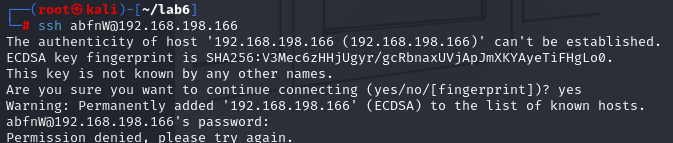 ┌──(root㉿kali)-[~/lab6]
└─# ssh abfnW@192.168.198.166
The authenticity of host '192.168.198.166 (192.168.198.166)' can't be established.
ECDSA key fingerprint is SHA256:V3Mec6zHHjUgyr/gcRbnaxUVjApJmXKYAyeTiFHgLo0.
This key is not known by any other names.
Are you sure you want to continue connecting (yes/no/[fingerprint])? yes
Warning: Permanently added '192.168.198.166' (ECDSA) to the list of known hosts.
abfnW@192.168.198.166's password:
Permission denied, please try again.